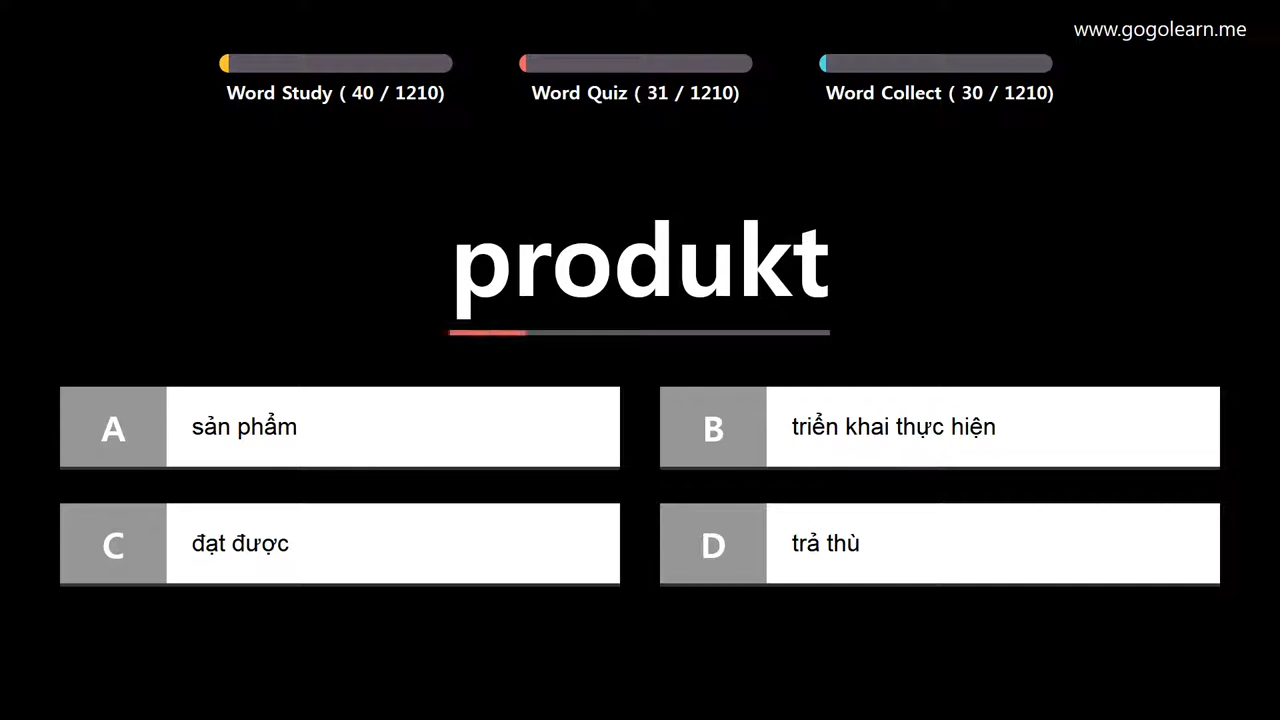 www.gogolearn.me
Word Study ( 40 / 1210)
Word Quiz ( 31 / 1210)
Word Collect ( 30 / 1210)
produkt
A sản phẩm
B triển khai thực hiện
C đạt được
D trả thù